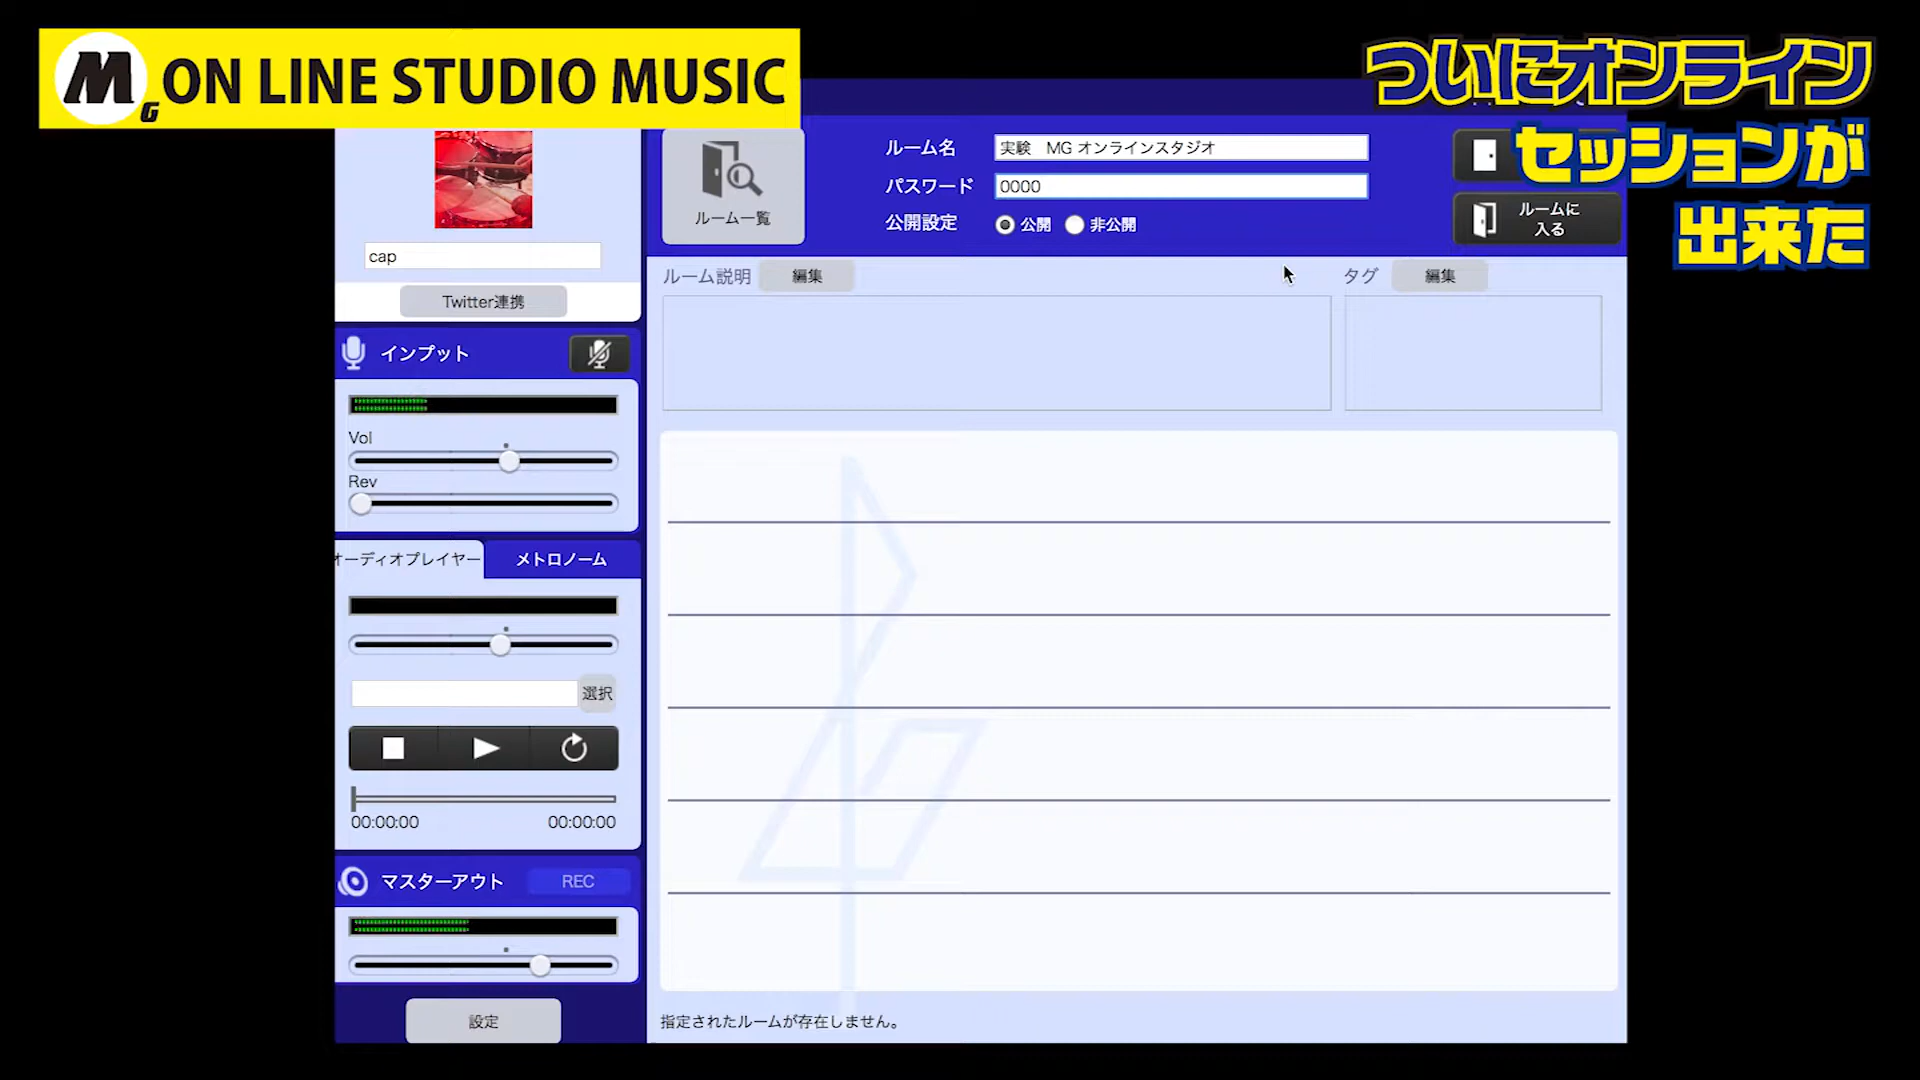 MG ON LINE STUDIO MUSIC
ついにオンライン
セッションが
出来た
ルーム一覧
ルーム名
実験 MG オンラインスタジオ
パスワード
0000
公開設定
公開
非公開
ルームに
入る
cap
Twitter連携
ルーム説明
編集
タグ
編集
インプット
Vol
Rev
オーディオプレイヤー
メトロノーム
選択
00:00:00
00:00:00
マスターアウト
REC
設定
指定されたルームが存在しません。